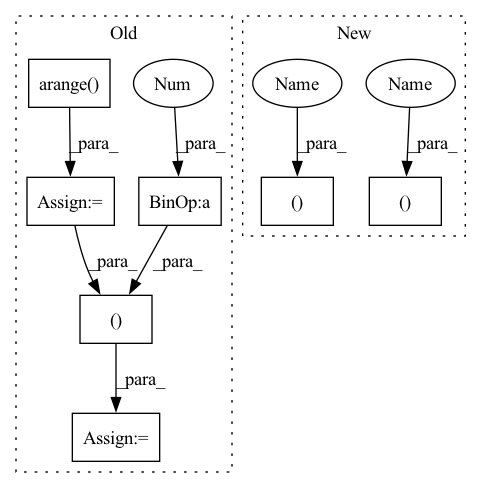 Old
New
arange()
Num
Name
Name
_para_
_para_
_para_
_para_
Assign:=
BinOp:a
()
()
_para_
_para_
()
_para_
Assign:=